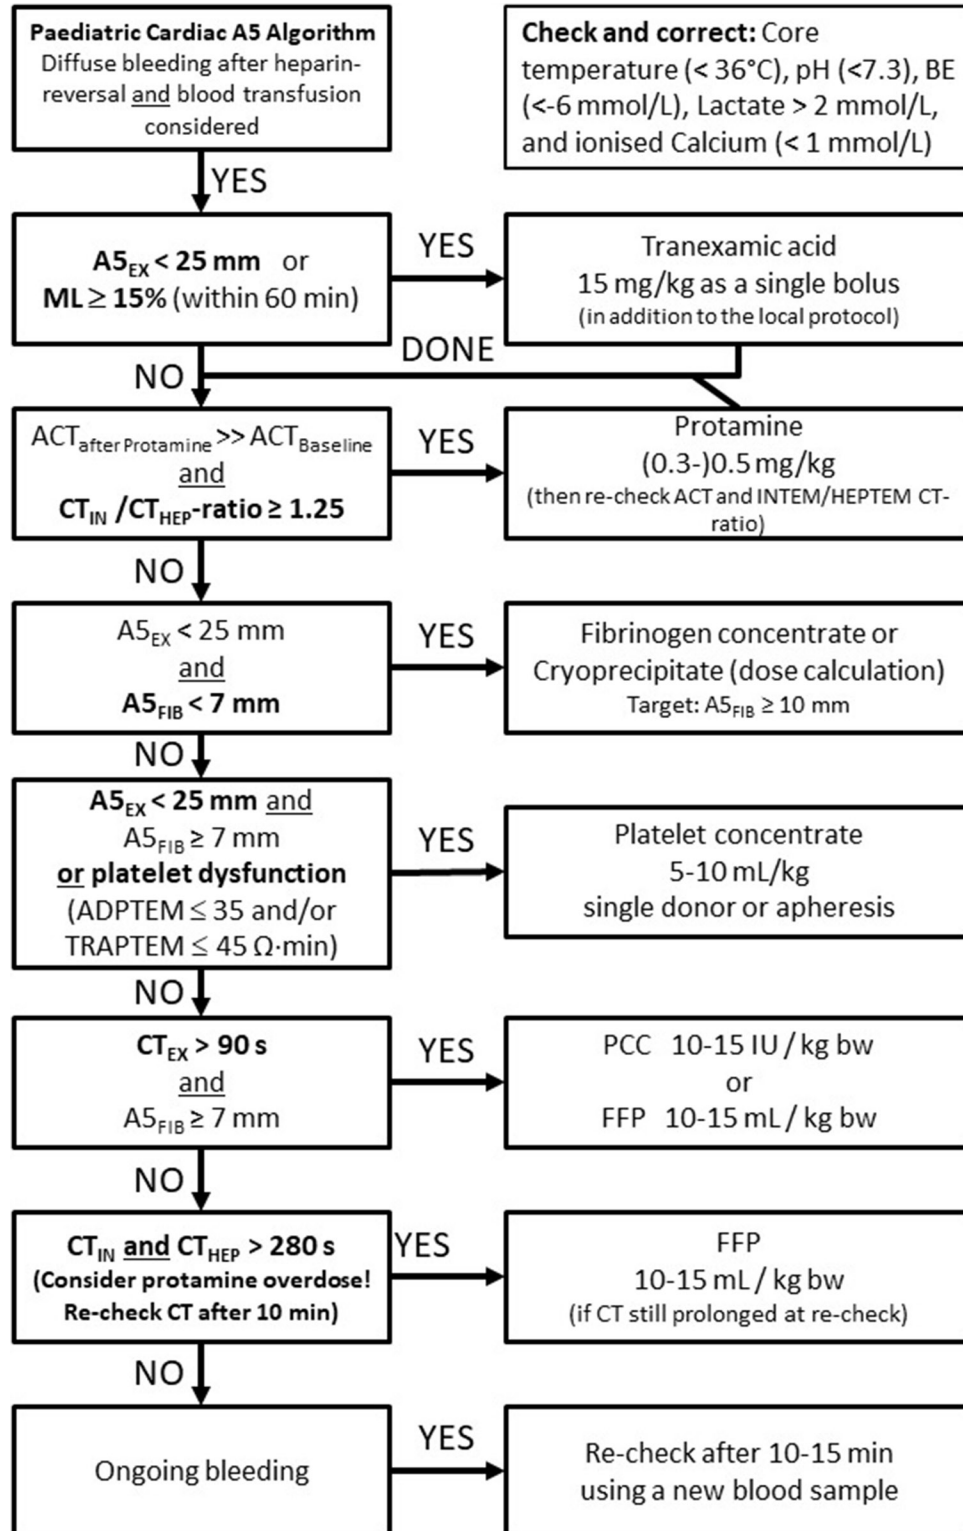 Paediatric Cardiac A5 Algorithm
Diffuse bleeding after heparin-
reversal and blood transfusion
considered
Check and correct: Core
temperature (< 36°C), pH (<7.3), BE
(<-6 mmol/L), Lactate > 2 mmol/L,
and ionised Calcium (< 1 mmol/L)
YES
A5EX < 25 mm or
ML ≥ 15% (within 60 min)
YES
Tranexamic acid
15 mg/kg as a single bolus
(in addition to the local protocol)
DONE
NO
ACTafter Protamine >> ACTBaseline
and
CTIN /CTHEP-ratio ≥ 1.25
YES
Protamine
(0.3-)0.5 mg/kg
(then re-check ACT and INTEM/HEPTEM CT-
ratio)
NO
A5EX < 25 mm
and
A5FIB < 7 mm
YES
Fibrinogen concentrate or
Cryoprecipitate (dose calculation)
Target: A5FIB ≥ 10 mm
NO
A5EX < 25 mm and
A5FIB ≥ 7 mm
or platelet dysfunction
(ADPTEM ≤ 35 and/or
TRAPTEM ≤ 45 Ω·min)
YES
Platelet concentrate
5-10 mL/kg
single donor or apheresis
NO
CTEX > 90 s
and
A5FIB ≥ 7 mm
YES
PCC 10-15 IU / kg bw
or
FFP 10-15 mL / kg bw
NO
CTIN and CTHEP > 280 s
(Consider protamine overdose!
Re-check CT after 10 min)
YES
FFP
10-15 mL / kg bw
(if CT still prolonged at re-check)
NO
Ongoing bleeding
YES
Re-check after 10-15 min
using a new blood sample